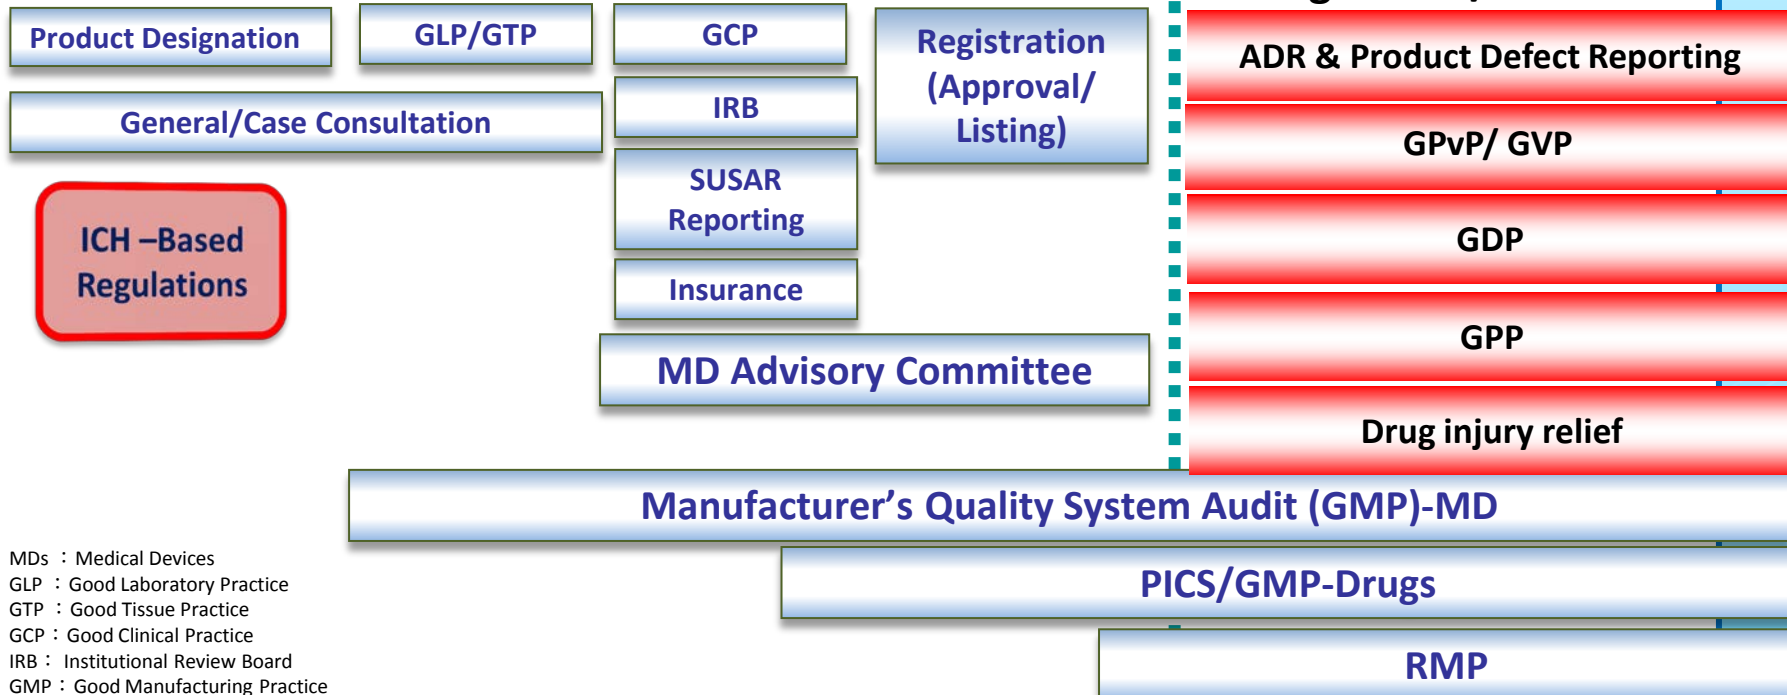 Product Designation
GLP/GTP
GCP
Registration
(Approval/
Listing)
General/Case Consultation
IRB
SUSAR
Reporting
Insurance
ICH –Based
Regulations
MD Advisory Committee
ADR & Product Defect Reporting
GPvP/ GVP
GDP
GPP
Drug injury relief
Manufacturer’s Quality System Audit (GMP)-MD
PICS/GMP-Drugs
RMP
MDs ：Medical Devices
GLP ：Good Laboratory Practice
GTP ：Good Tissue Practice
GCP：Good Clinical Practice
IRB： Institutional Review Board
GMP：Good Manufacturing Practice